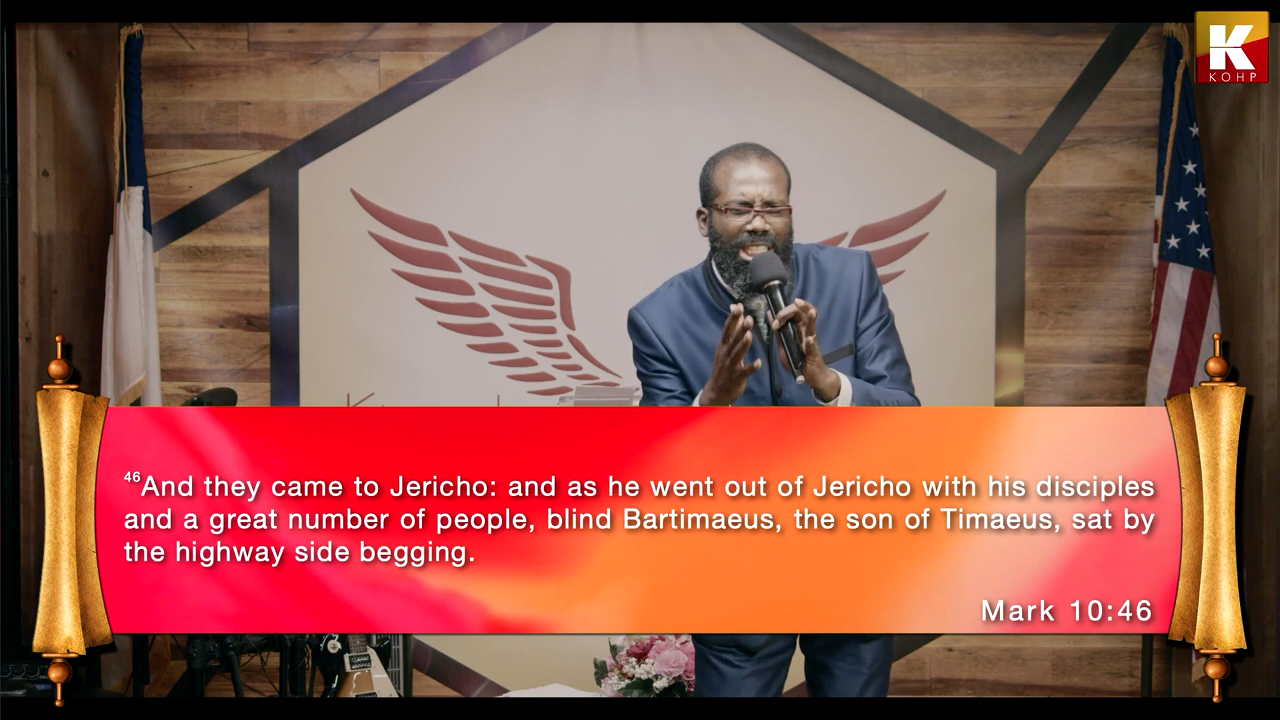 K
KOHP
46And they came to Jericho: and as he went out of Jericho with his disciples
and a great number of people, blind Bartimaeus, the son of Timaeus, sat by
the highway side begging.
Mark 10:46